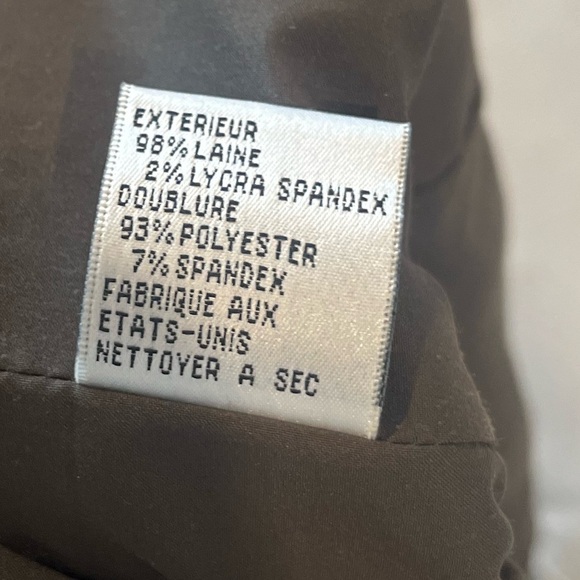 EXTERIEUR
98% LAINE
2% LYCRA SPANDEX
DOUBLURE
93% POLYESTER
7% SPANDEX
FABRIQUE AUX
ETATS-UNIS
NETTOYER A SEC